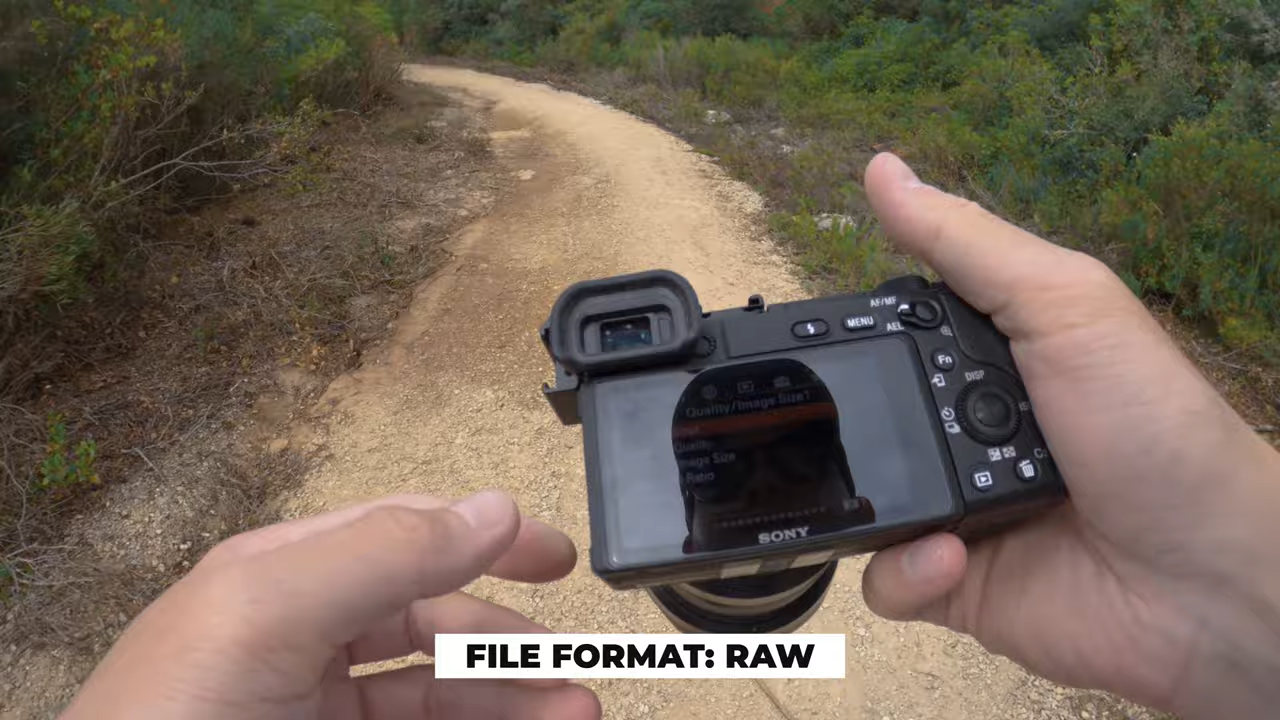 AF/MF
MENU
AEL
Fn
DISP
Quality/Image Size1
Quality
Image Size
Ratio
SONY
FILE FORMAT: RAW